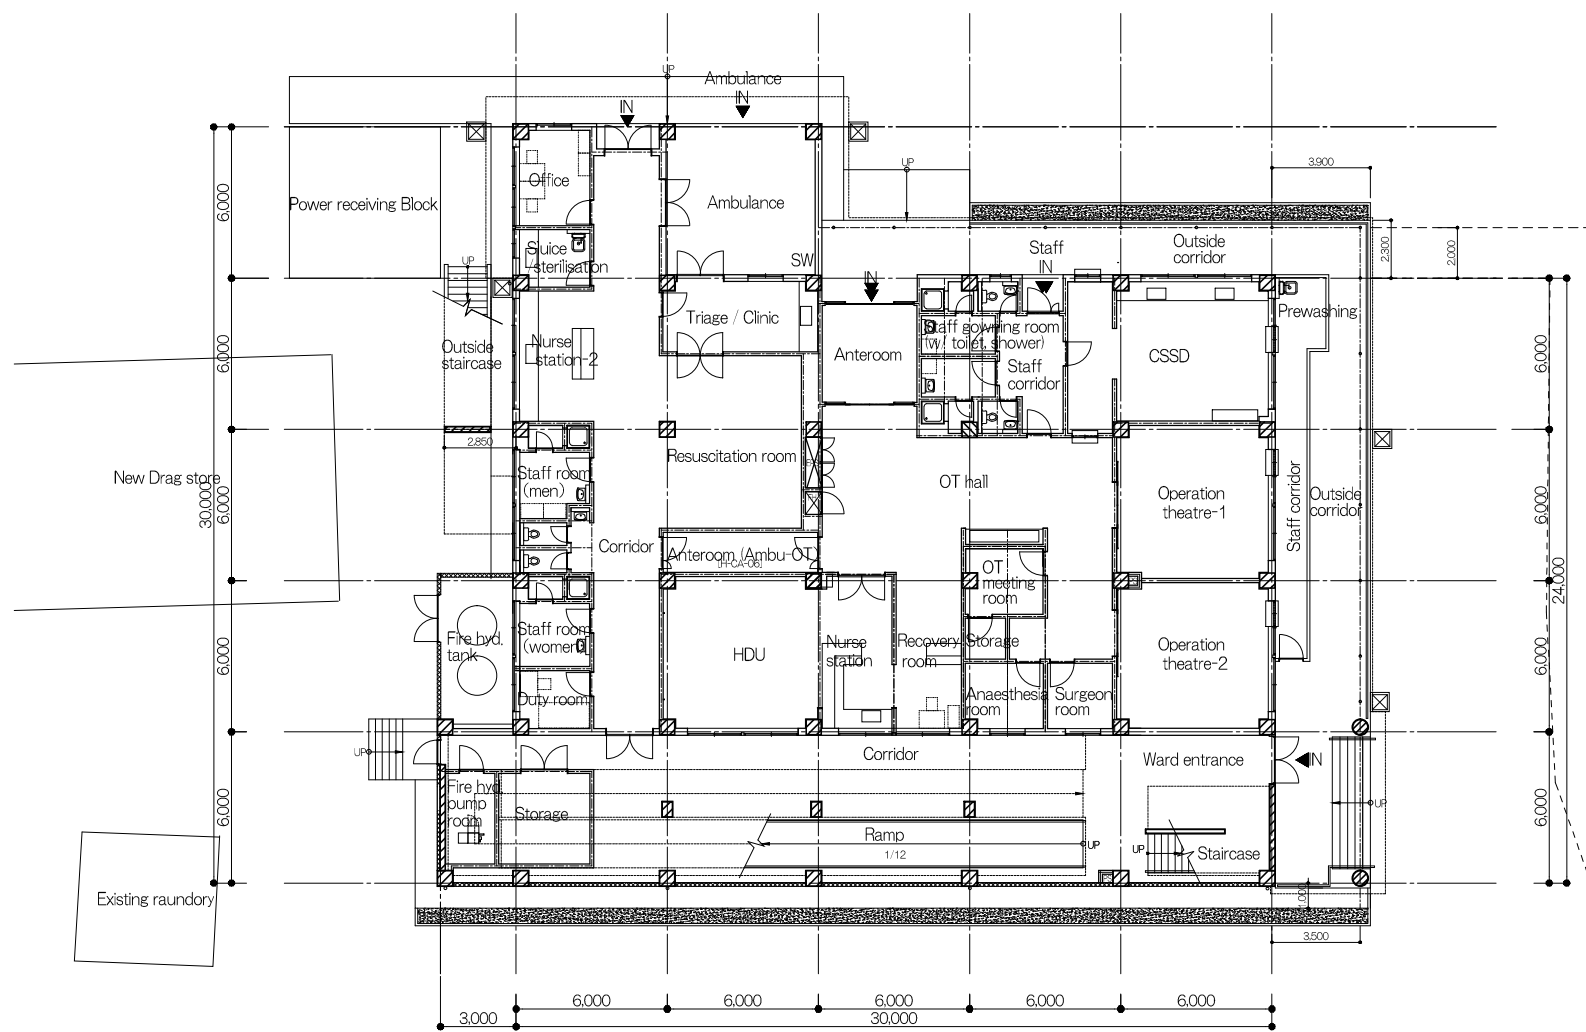 UP
Ambulance
IN
IN
UP
3.900
6,000
Office
Power receiving Block
Ambulance
Staff
IN
Outside
corridor
2.300
2.000
Sluice
/sterilisation
UP
SW
IN
Prewashing
Triage / Clinic
Nurse
station-2
Staff gowning room
(w/ toilet, shower)
Outside
staircase
Anteroom
CSSD
Staff
corridor
6,000
6,000
2.850
Resuscitation room
New Drag store
Staff room
(men)
OT hall
Operation
theatre-1
Staff corridor
Outside
corridor
30,000
6,000
6,000
24,000
Corridor
Anteroom (Ambu-OT)
[H-CA-06]
OT
meeting
room
Fire hyd.
tank
Staff room
(women)
HDU
Nurse
station
Recovery
room
Storage
Operation
theatre-2
6,000
6,000
Duty room
Anaesthesia
room
Surgeon
room
UP
Corridor
Ward entrance
IN
Fire hyd.
pump
room
Storage
Ramp
1/12
UP
UP
Staircase
UP
6,000
6,000
Existing raundory
1.000
3.500
6,000
6,000
6,000
6,000
6,000
3,000
30,000